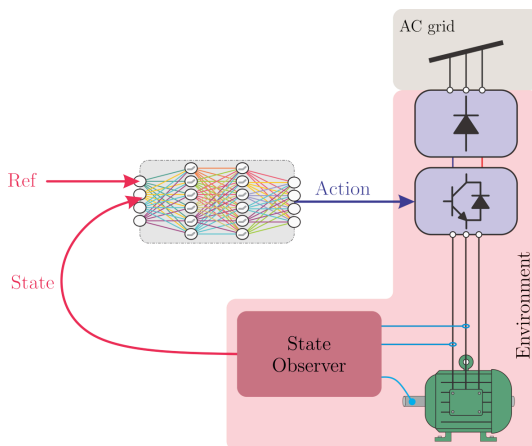 AC grid
Ref
Action
State
State
Observer
Environment